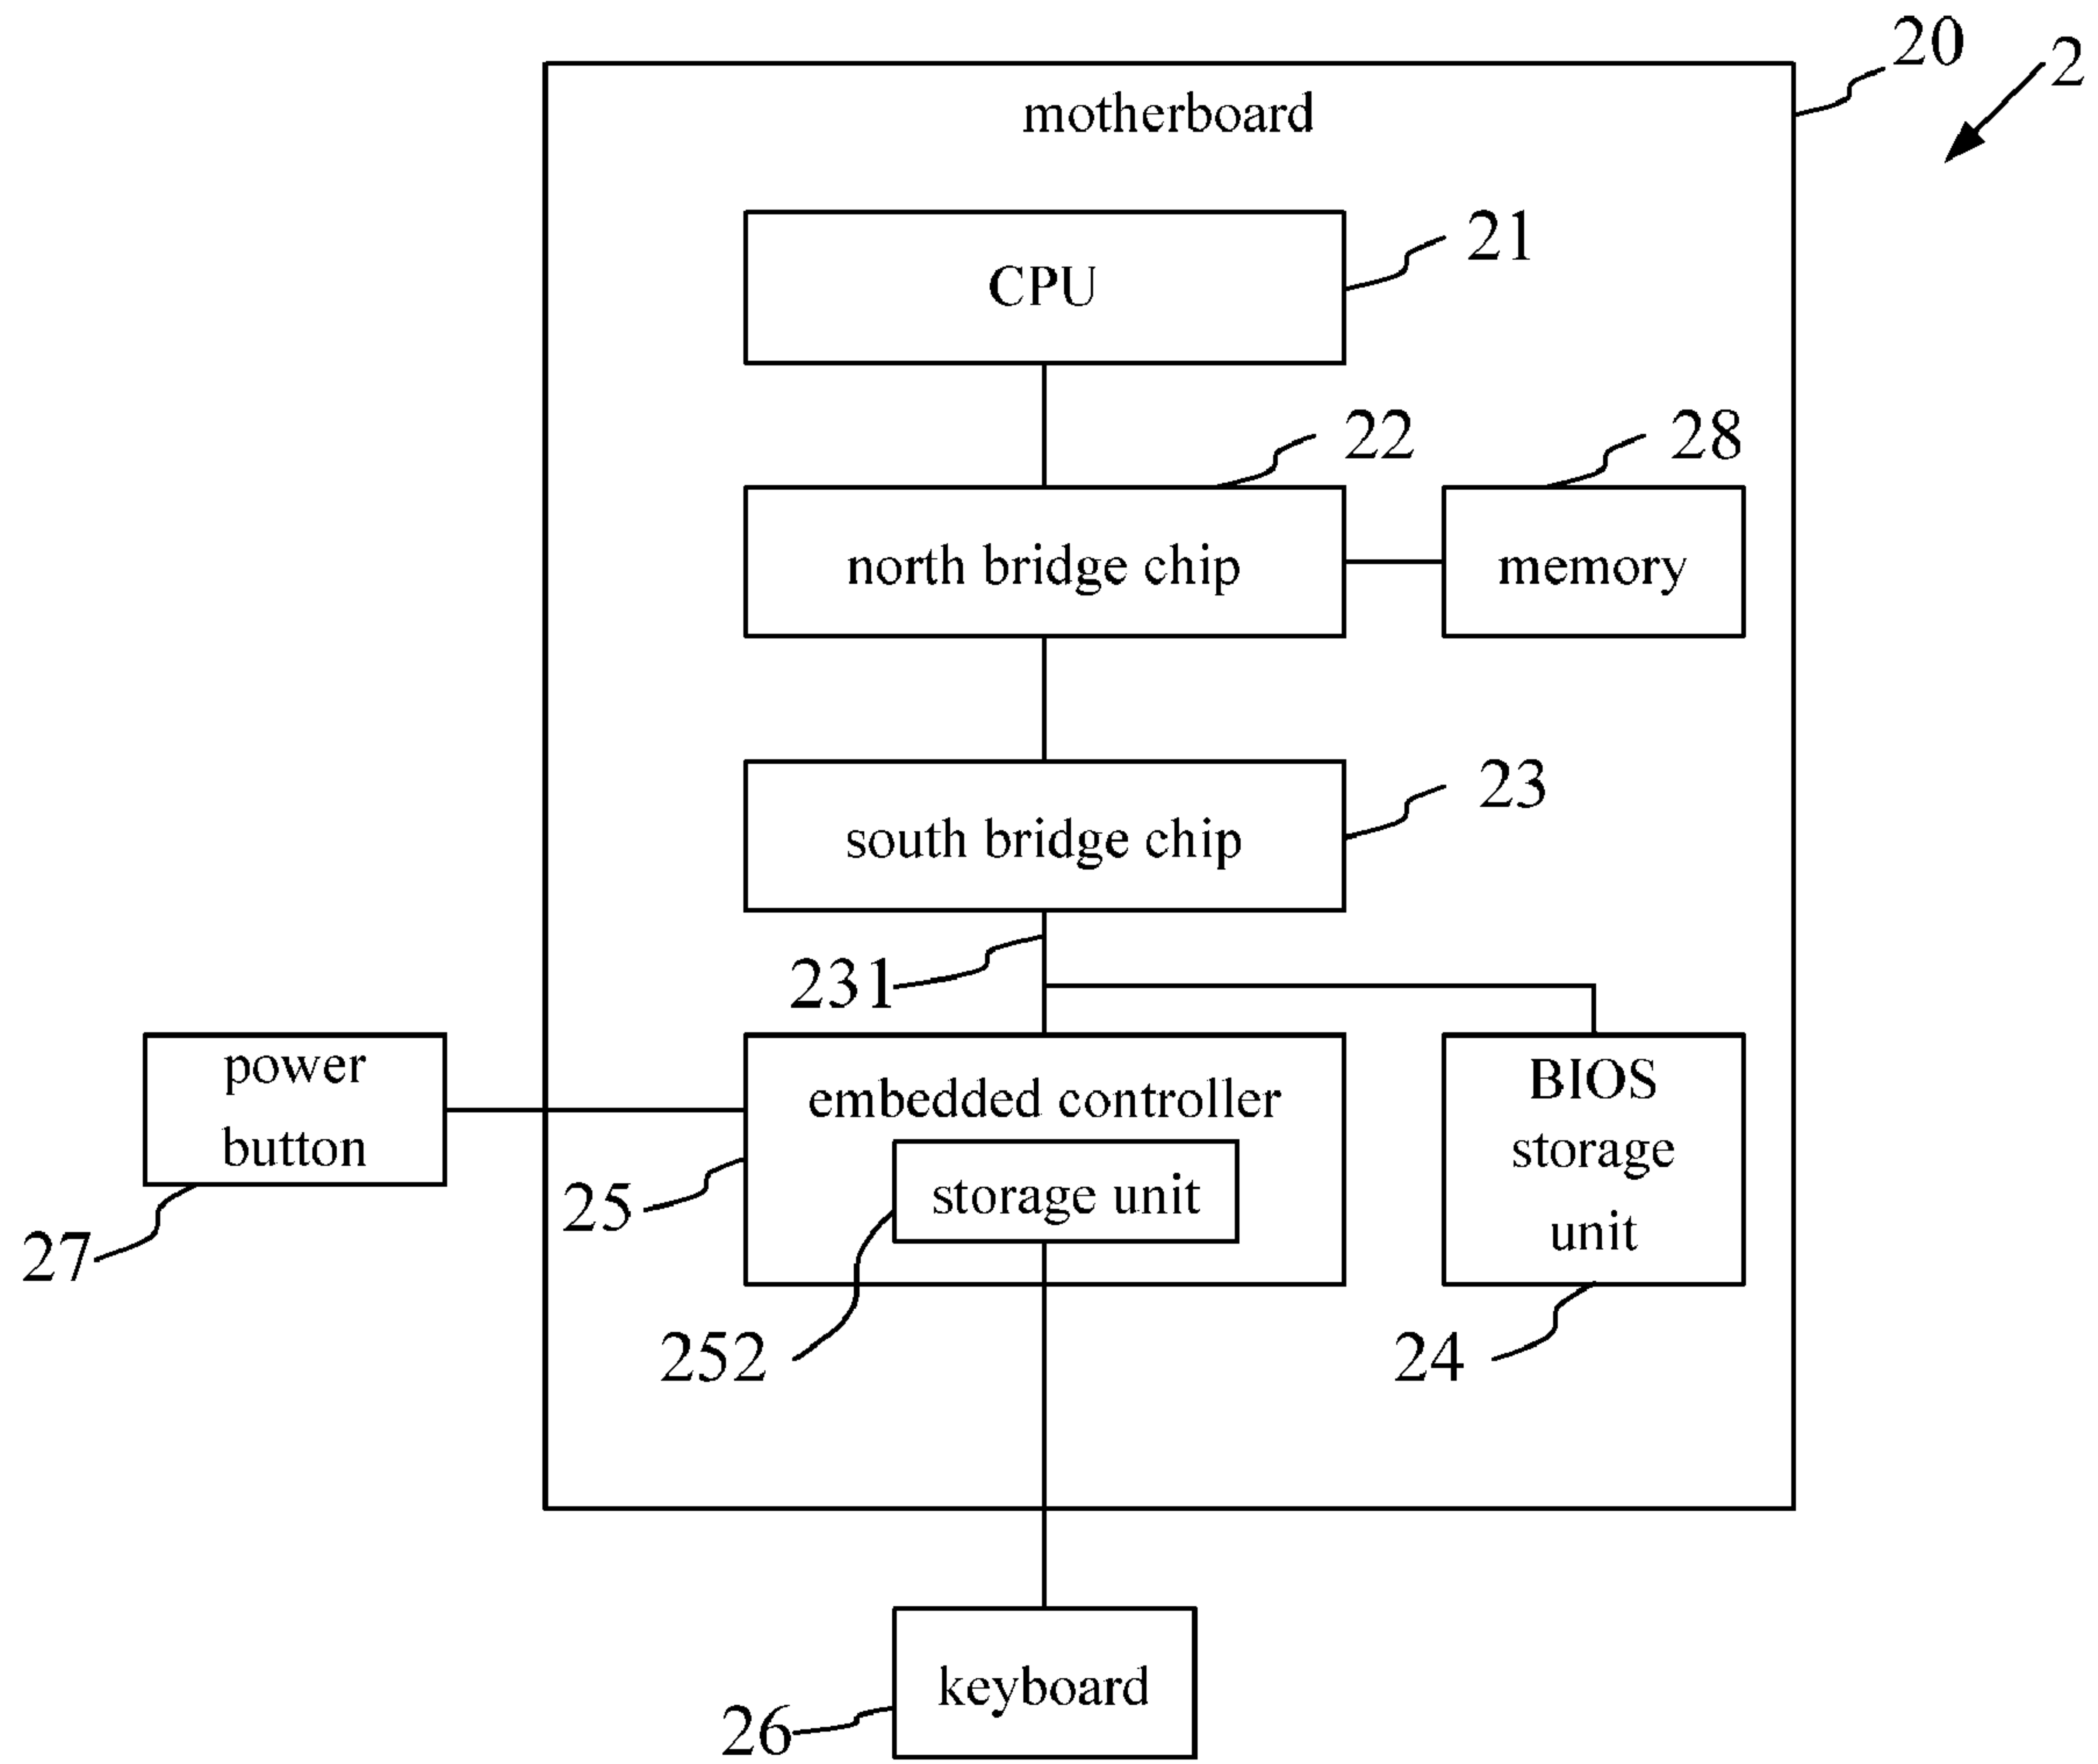 20
2
motherboard
21
CPU
22
28
north bridge chip
memory
23
south bridge chip
231
power
button
27
embedded controller
25
storage unit
252
BIOS
storage
unit
24
keyboard
26